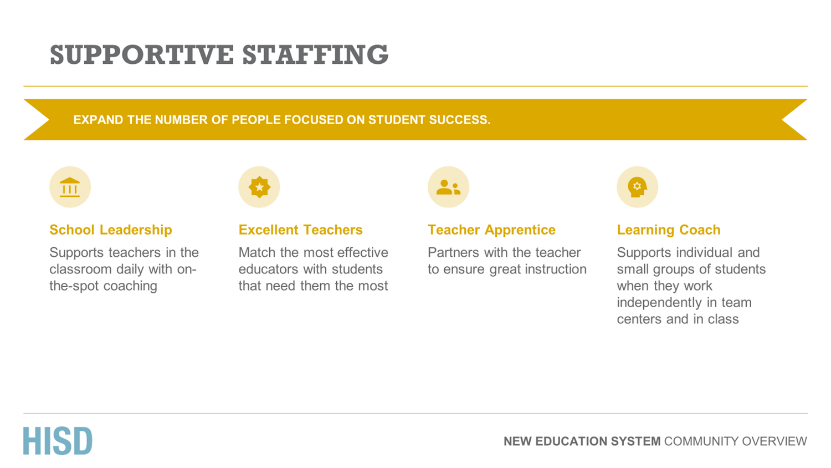 SUPPORTIVE STAFFING
EXPAND THE NUMBER OF PEOPLE FOCUSED ON STUDENT SUCCESS.
School Leadership
Supports teachers in the
classroom daily with on-
the-spot coaching
Excellent Teachers
Match the most effective
educators with students
that need them the most
Teacher Apprentice
Partners with the teacher
to ensure great instruction
Learning Coach
Supports individual and
small groups of students
when they work
independently in team
centers and in class
HISD
NEW EDUCATION SYSTEM COMMUNITY OVERVIEW